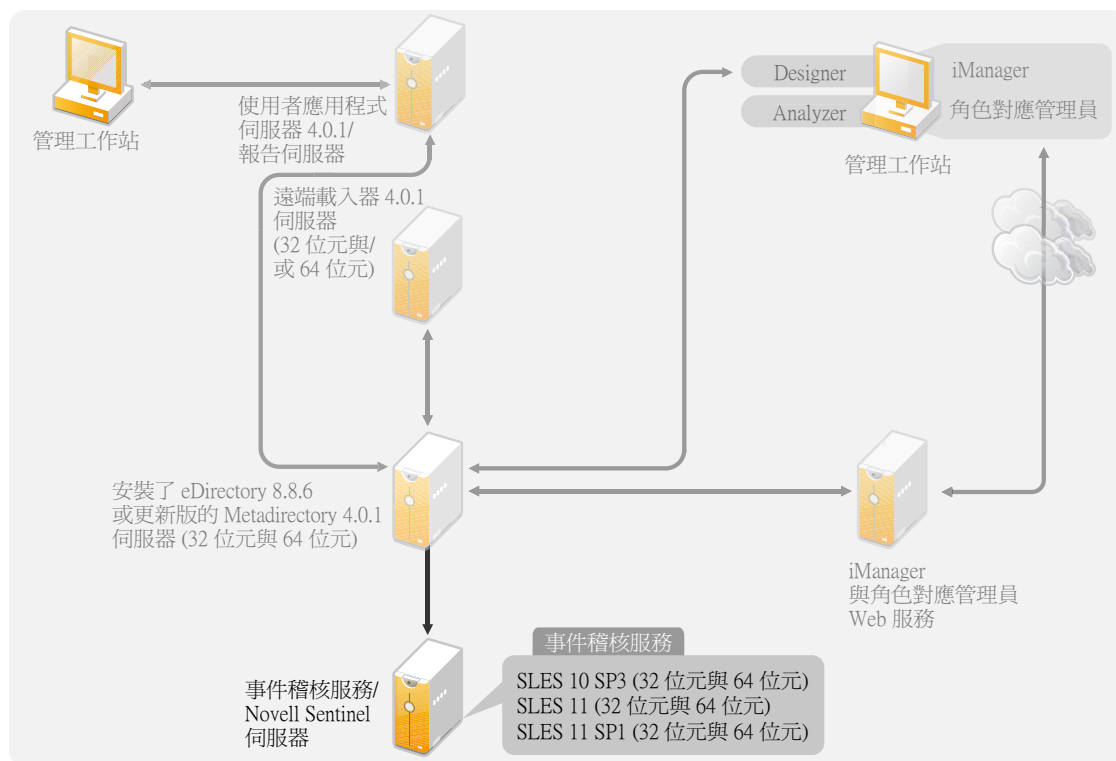 管理工作站
使用者應用程式
伺服器 4.0.1/
報告伺服器
遠端載入器 4.0.1
伺服器
(32 位元與/
或 64 位元)
Designer
Analyzer
iManager
角色對應管理員
管理工作站
安裝了 eDirectory 8.8.6
或更新版的 Metadirectory 4.0.1
伺服器 (32 位元與 64 位元)
iManager
與角色對應管理員
Web 服務
事件稽核服務/
Novell Sentinel
伺服器
事件稽核服務
SLES 10 SP3 (32 位元與 64 位元)
SLES 11 (32 位元與 64 位元)
SLES 11 SP1 (32 位元與 64 位元)